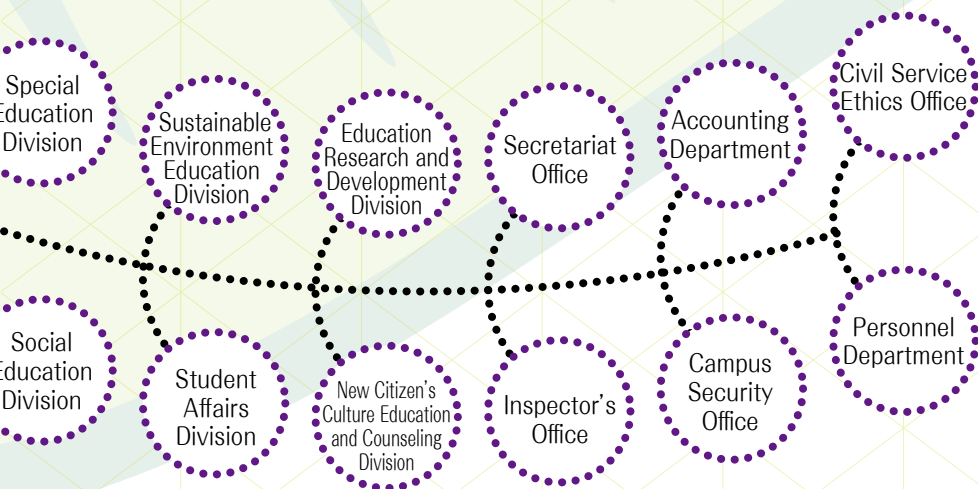 Special
Education
Division
Sustainable
Environment
Education
Division
Education
Research and
Development
Division
Secretariat
Office
Accounting
Department
Civil Service
Ethics Office
Social
Education
Division
Student
Affairs
Division
New Citizen's
Culture Education
and Counseling
Division
Inspector's
Office
Campus
Security
Office
Personnel
Department